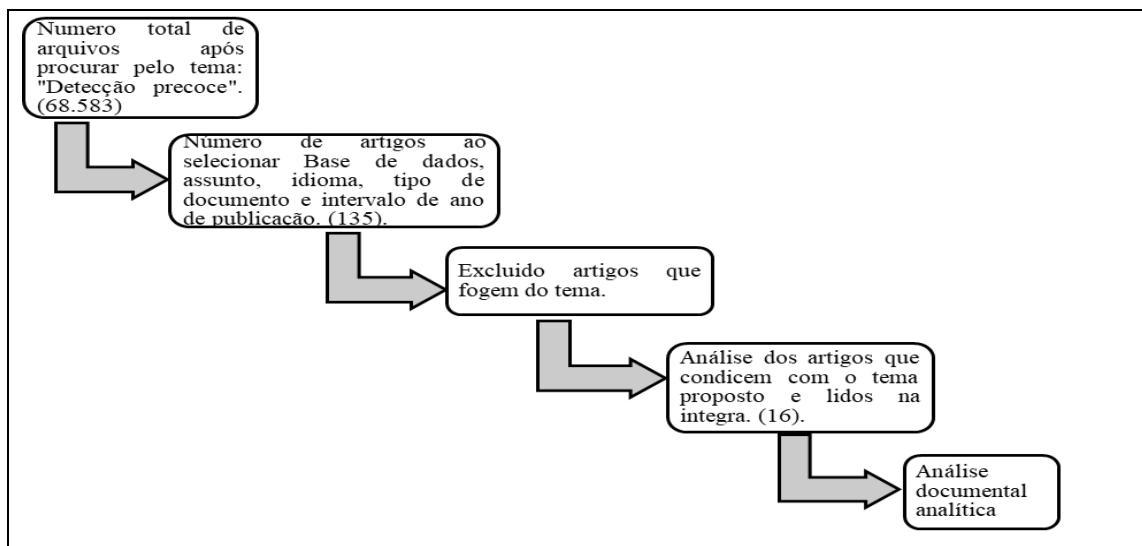 Numero total de
arquivos após
procurar pelo tema:
"Detecção precoce".
(68.583)
Número de artigos ao
selecionar Base de dados,
assunto, idioma, tipo de
documento e intervalo de ano
de publicação. (135).
Excluido artigos que
fogem do tema.
Análise dos artigos que
condicem com o tema
proposto e lidos na
integra. (16).
Análise
documental
analítica